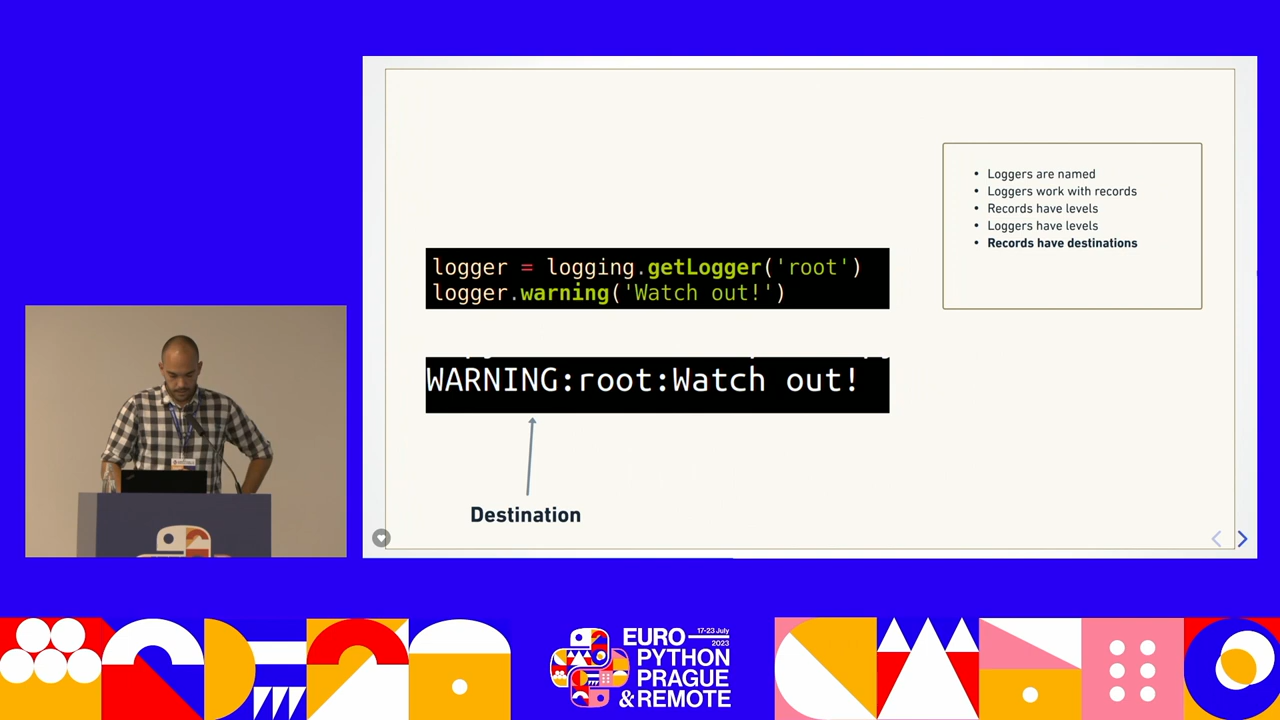 logger = logging.getLogger('root')
logger.warning('Watch out!')
WARNING:root:Watch out!
Destination
• Loggers are named
• Loggers work with records
• Records have levels
• Loggers have levels
• Records have destinations
EURO
17-23 July
2023
PYTHON
PRAGUE
&REMOTE